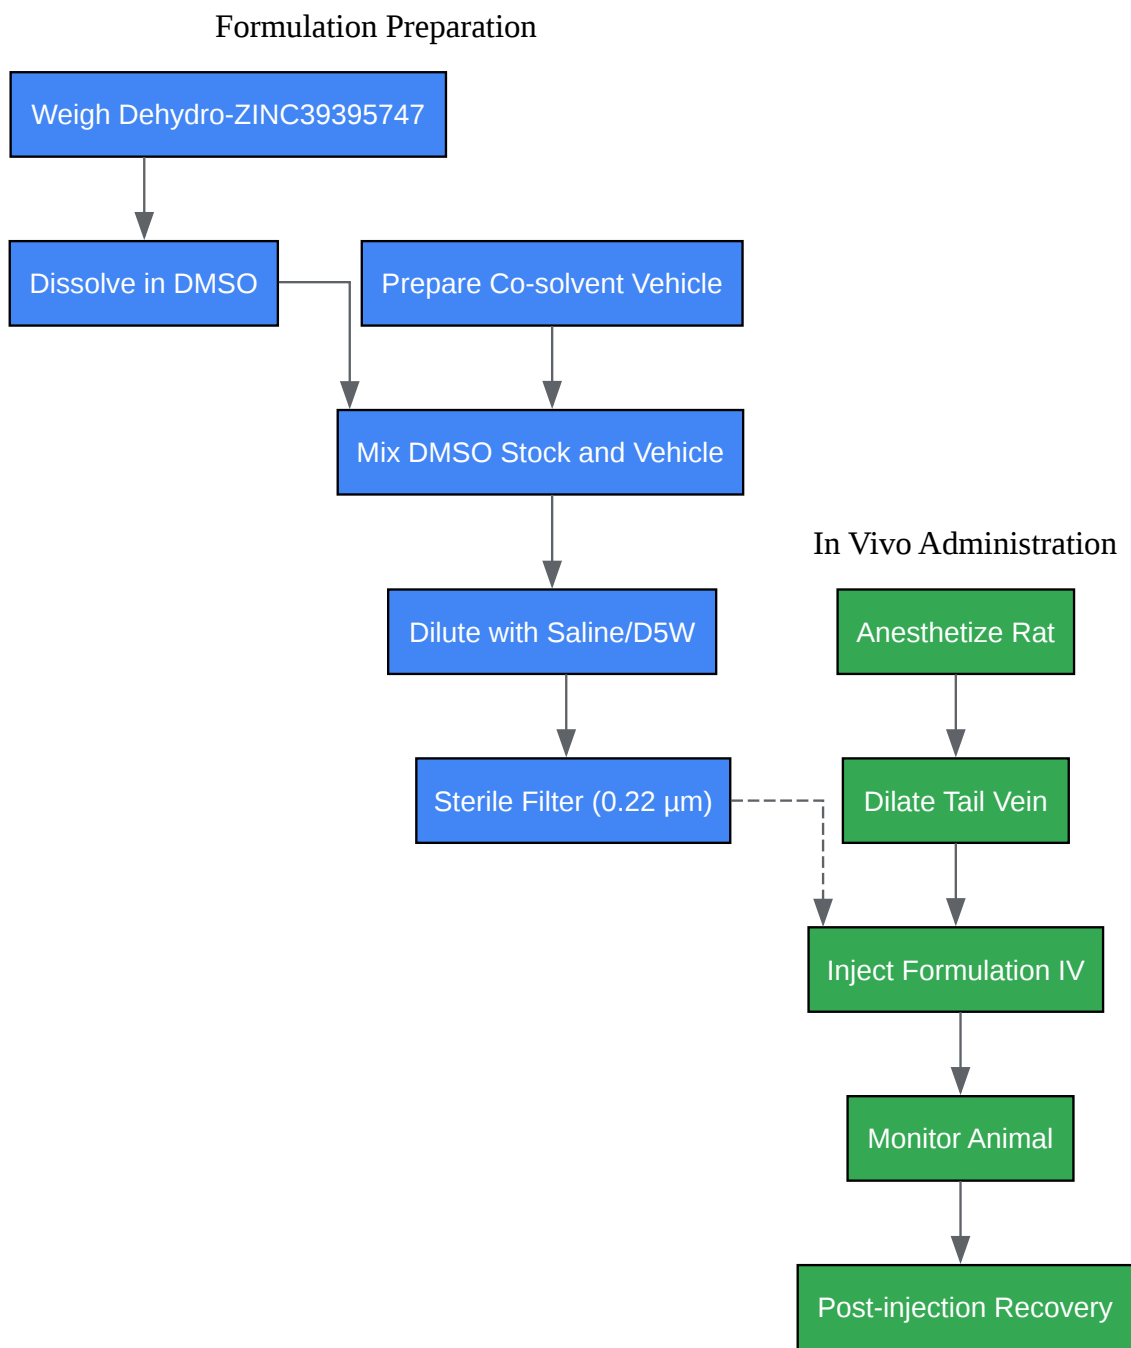 Formulation Preparation
Weigh Dehydro-ZINC39395747
Dissolve in DMSO
Prepare Co-solvent Vehicle
Mix DMSO Stock and Vehicle
Dilute with Saline/D5W
Sterile Filter (0.22 µm)
In Vivo Administration
Anesthetize Rat
Dilate Tail Vein
Inject Formulation IV
Monitor Animal
Post-injection Recovery